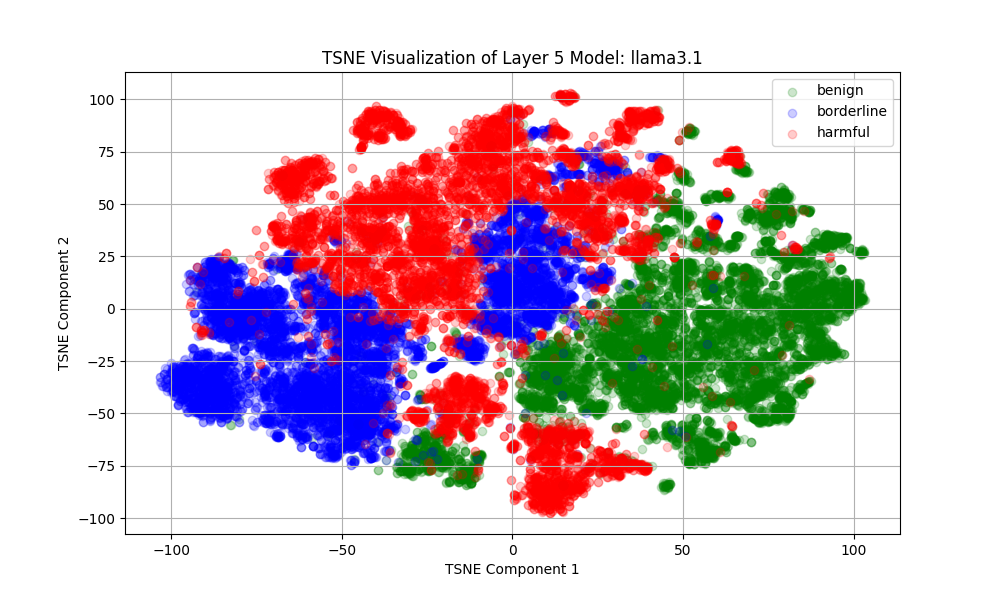 TSNE Visualization of Layer 5 Model: llama3.1
benign
borderline
harmful
100
75
50
25
0
−25
−50
−75
−100
TSNE Component 2
−100
−50
0
50
100
TSNE Component 1